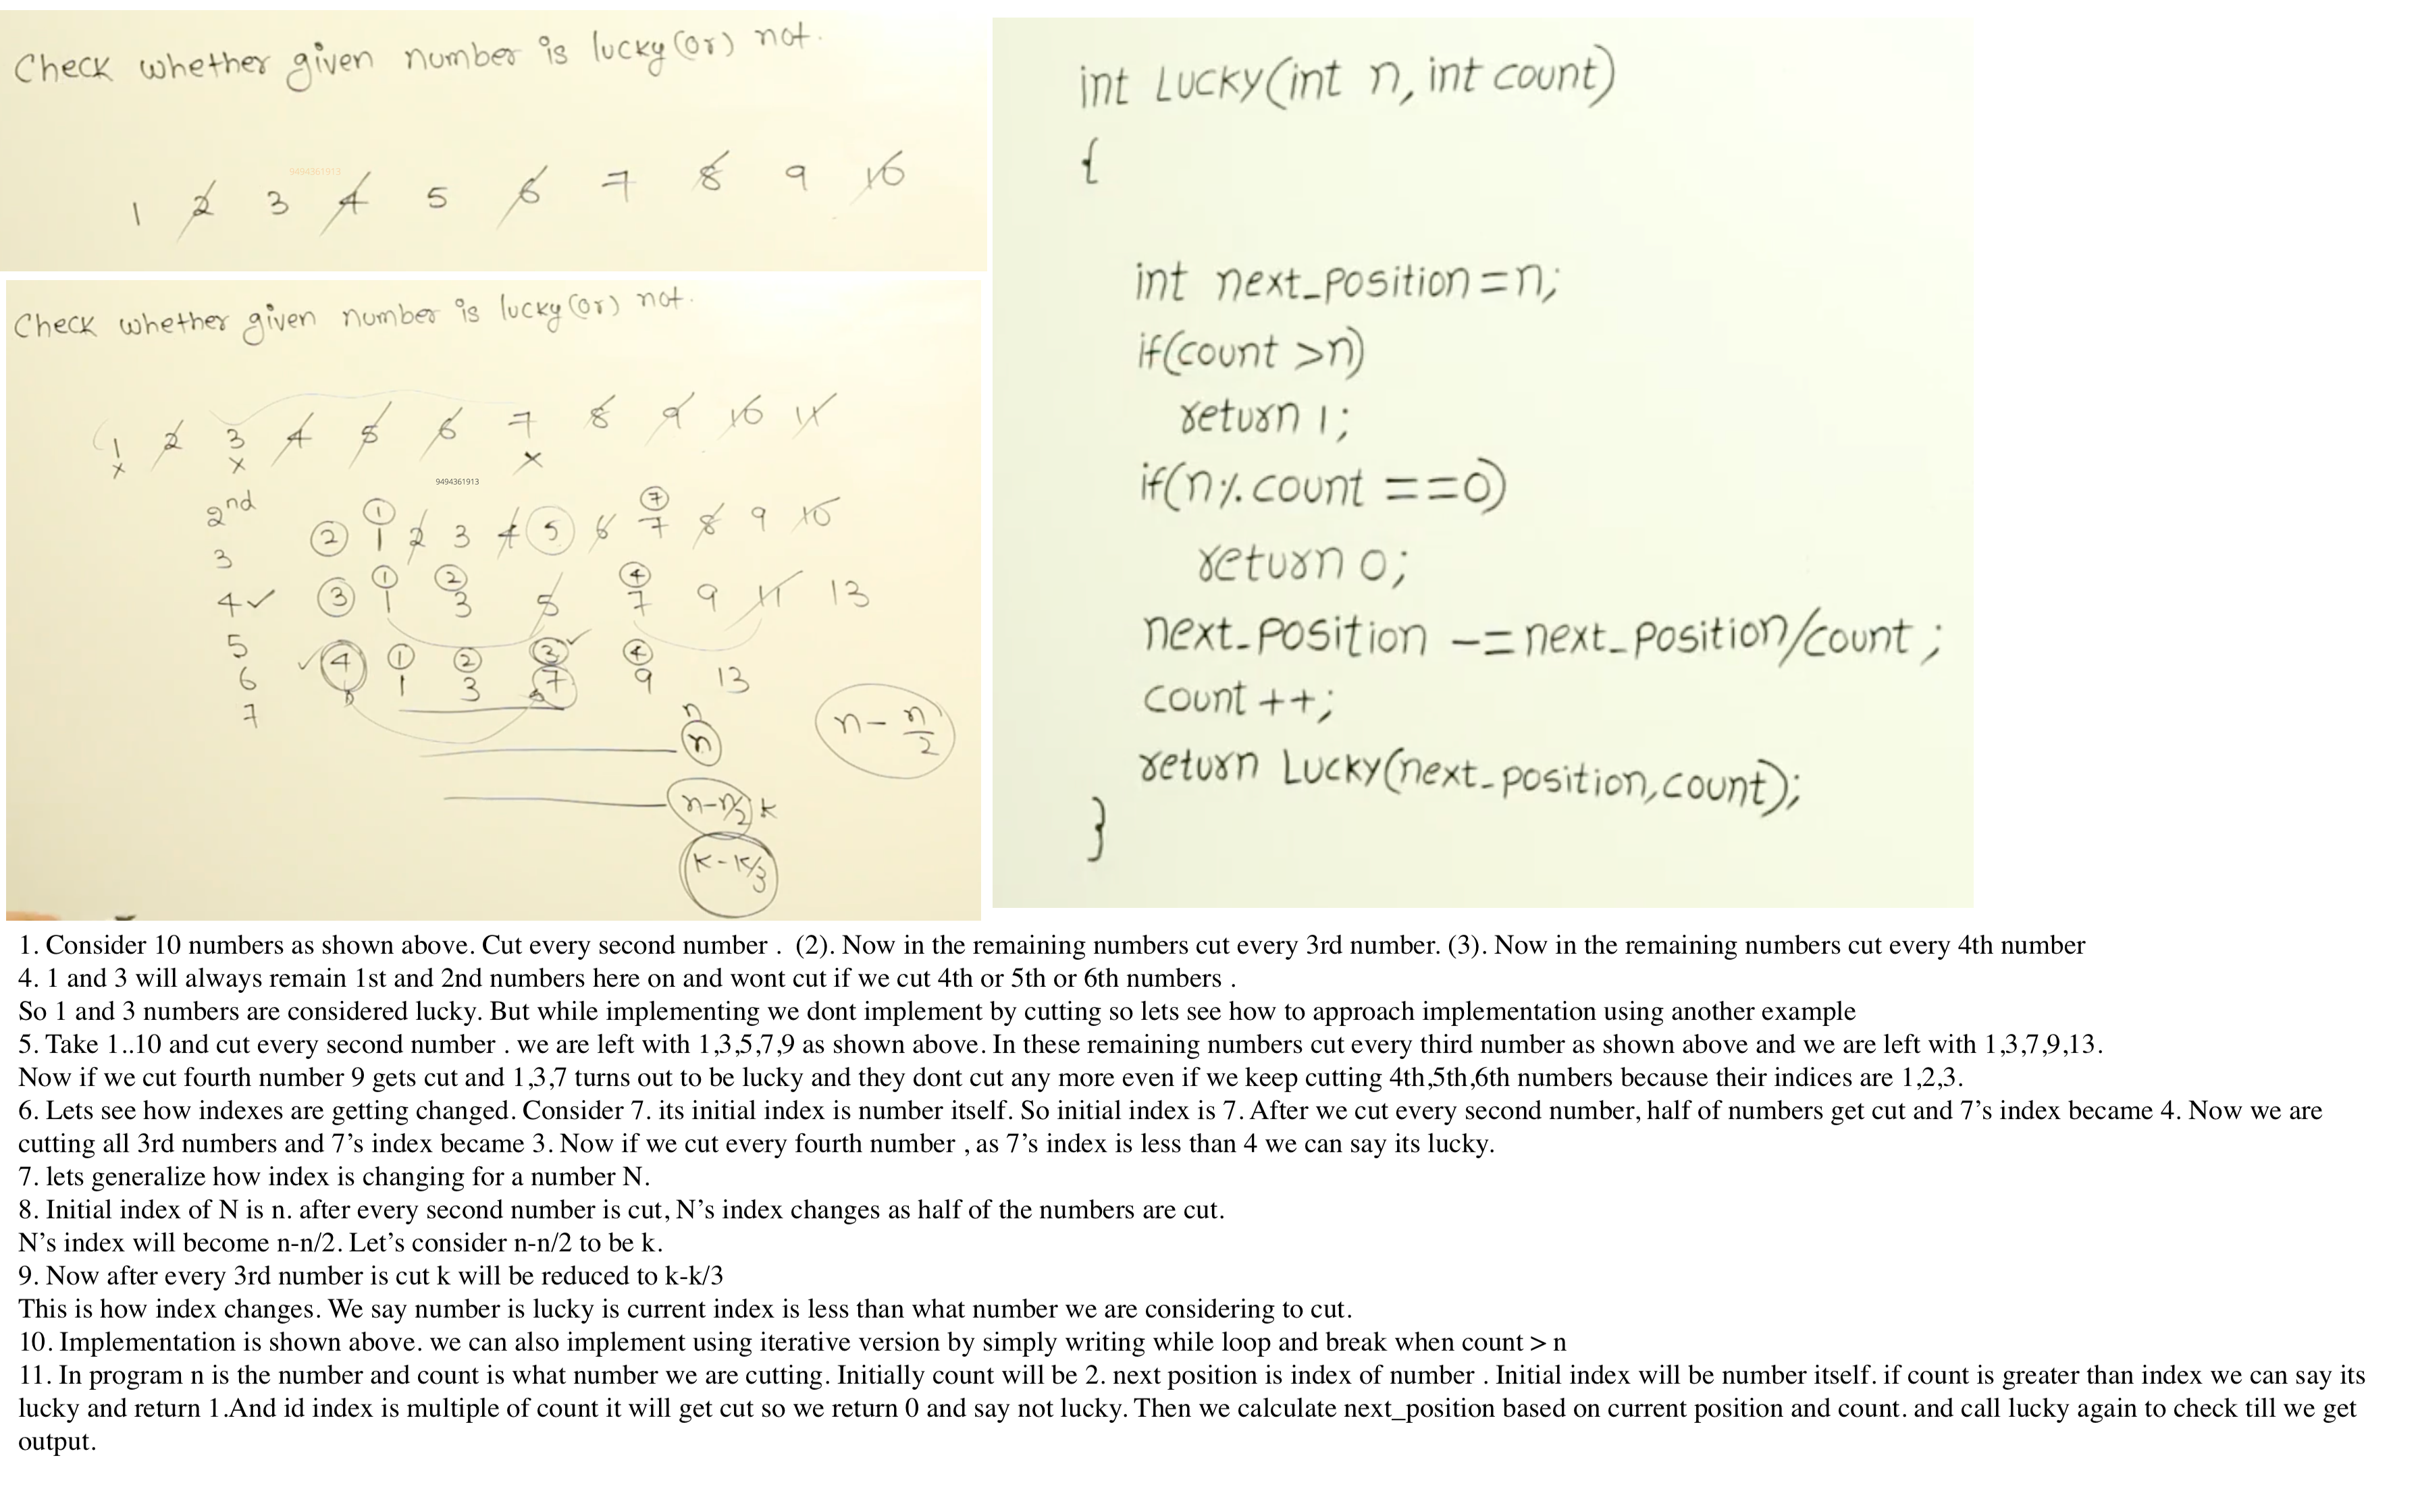 Check whether given number is lucky (or) not.
9494361913
1 2 3 4 5 6 7 8 9 10
Check whether given number is lucky (or) not.
1 2 3 4 5 6 7 8 9 10 11
x x x
9494361913
2nd
3
4 ✓
5
6
7
1 7
2 1 2 3 4 5 6 7 8 9 10
1 2 4
3 1 3 5 7 9 11 13
1 2 3 4
✓ 4 1 3 7 9 13
n
n
n - n/2
n-n/2 k
k-k/3
int Lucky(int n, int count)
{
int next_position=n;
if(count >n)
return 1;
if(n%count ==0)
return 0;
next_position -=next_position/count;
count ++;
return Lucky(next_position,count);
}
1. Consider 10 numbers as shown above. Cut every second number .  (2). Now in the remaining numbers cut every 3rd number. (3). Now in the remaining numbers cut every 4th number
4. 1 and 3 will always remain 1st and 2nd numbers here on and wont cut if we cut 4th or 5th or 6th numbers .
So 1 and 3 numbers are considered lucky. But while implementing we dont implement by cutting so lets see how to approach implementation using another example
5. Take 1..10 and cut every second number . we are left with 1,3,5,7,9 as shown above. In these remaining numbers cut every third number as shown above and we are left with 1,3,7,9,13.
Now if we cut fourth number 9 gets cut and 1,3,7 turns out to be lucky and they dont cut any more even if we keep cutting 4th,5th,6th numbers because their indices are 1,2,3.
6. Lets see how indexes are getting changed. Consider 7. its initial index is number itself. So initial index is 7. After we cut every second number, half of numbers get cut and 7’s index became 4. Now we are
cutting all 3rd numbers and 7’s index became 3. Now if we cut every fourth number , as 7’s index is less than 4 we can say its lucky.
7. lets generalize how index is changing for a number N.
8. Initial index of N is n. after every second number is cut, N’s index changes as half of the numbers are cut.
N’s index will become n-n/2. Let’s consider n-n/2 to be k.
9. Now after every 3rd number is cut k will be reduced to k-k/3
This is how index changes. We say number is lucky is current index is less than what number we are considering to cut.
10. Implementation is shown above. we can also implement using iterative version by simply writing while loop and break when count > n
11. In program n is the number and count is what number we are cutting. Initially count will be 2. next position is index of number . Initial index will be number itself. if count is greater than index we can say its
lucky and return 1.And id index is multiple of count it will get cut so we return 0 and say not lucky. Then we calculate next_position based on current position and count. and call lucky again to check till we get
output.